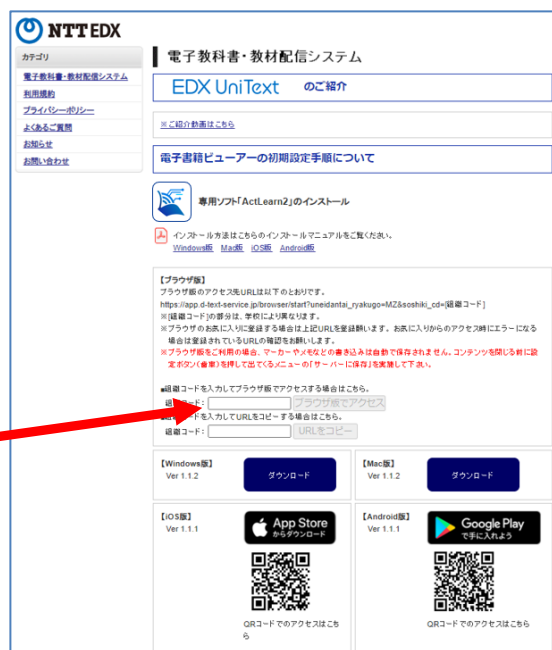 NTT EDX
カテゴリ
電子教科書・教材配信システム
利用規約
プライバシーポリシー
よくあるご質問
お知らせ
お問い合わせ
電子教科書・教材配信システム
EDX UniText のご紹介
※ご紹介動画はこちら
電子書籍ビューアーの初期設定手順について
専用ソフト「ActLearn2」のインストール
インストール方法はこちらのインストールマニュアルをご覧ください。
Windows版 Mac版 iOS版 Android版
【ブラウザ版】
ブラウザ版のアクセス先URLは以下のとおりです。
https://app.d-text-service.jp/browser/start?uneidantai_ryakugo=MZ&soshiki_cd=[組織コード]
※[組織コード]の部分は、学校により異なります。
※ブラウザのお気に入りに登録する場合は上記URLを登録願います。お気に入りからのアクセス時にエラーになる
場合は登録されているURLの確認をお願いします。
※ブラウザ版をご利用の場合、マーカーやメモなどの書き込みは自動で保存されません。コンテンツを閉じる前に設
定ボタン(歯車)を押して出てくるメニューの「サーバーに保存」を実施して下さい。
■組織コードを入力してブラウザ版でアクセスする場合はこちら。
組織コード: ブラウザ版でアクセス
コードを入力してURLをコピーする場合はこちら。
組織コード: URLをコピー
【Windows版】
Ver 1.1.2
ダウンロード
【Mac版】
Ver 1.1.2
ダウンロード
【iOS版】
Ver 1.1.1
App Store
からダウンロード
QRコードでのアクセスはこち
ら
【Android版】
Ver 1.1.1
Google Play
で手に入れよう
QRコードでのアクセスはこちら